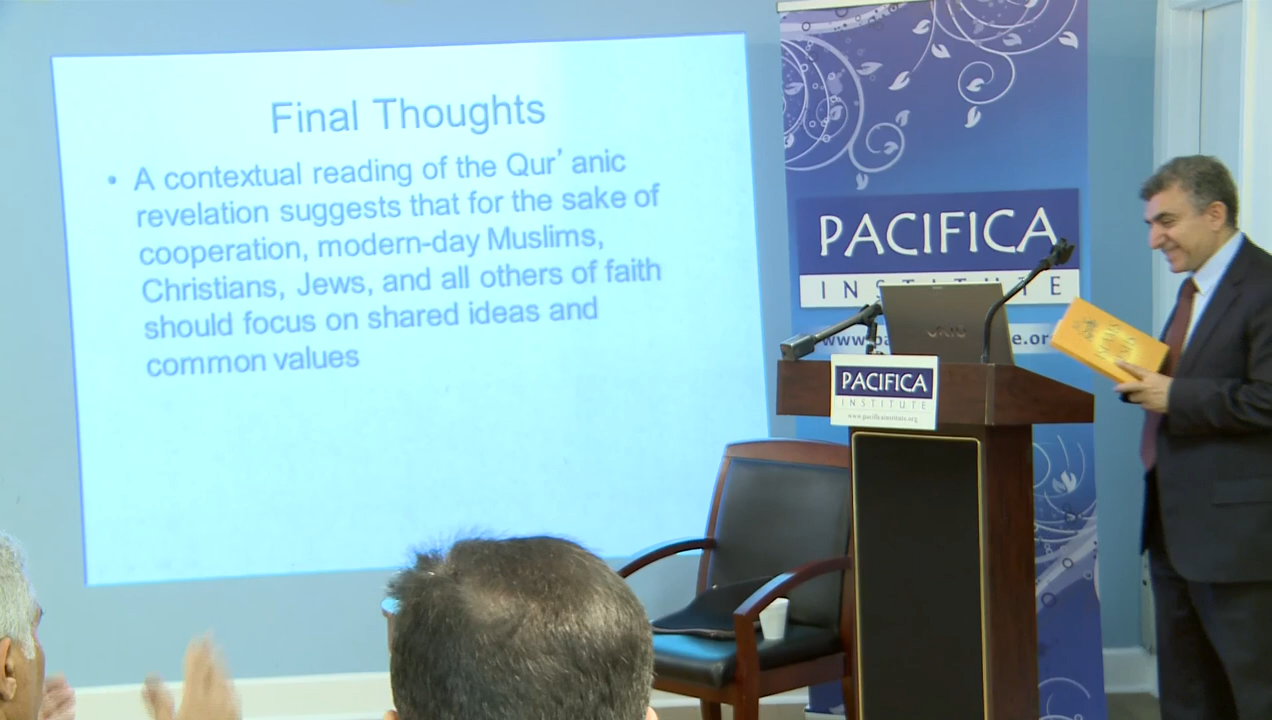 Final Thoughts
• A contextual reading of the Qur’ anic
revelation suggests that for the sake of
cooperation, modern-day Muslims,
Christians, Jews, and all others of faith
should focus on shared ideas and
common values
PACIFICA
INSTITUTE
PACIFICA
INSTITUTE
www.pacificainstitute.org
VAIO